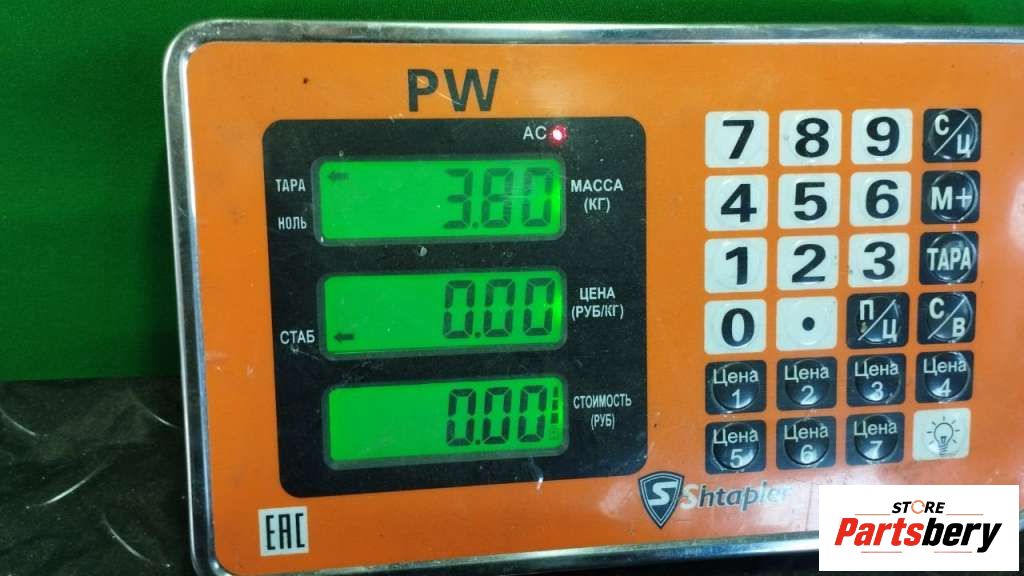 PW
AC
ТАРА
НОЛЬ
3.80
МАССА
(КГ)
СТАБ
0.00
ЦЕНА
(РУБ/КГ)
0.00
СТОИМОСТЬ
(РУБ)
7 8 9 С/Ц
4 5 6 М+
1 2 3 ТАРА
0 . П/Ц С/В
Цена 1 Цена 2 Цена 3 Цена 4
Цена 5 Цена 6 Цена 7
S Shtapler
EAC
STORE
Partsbery